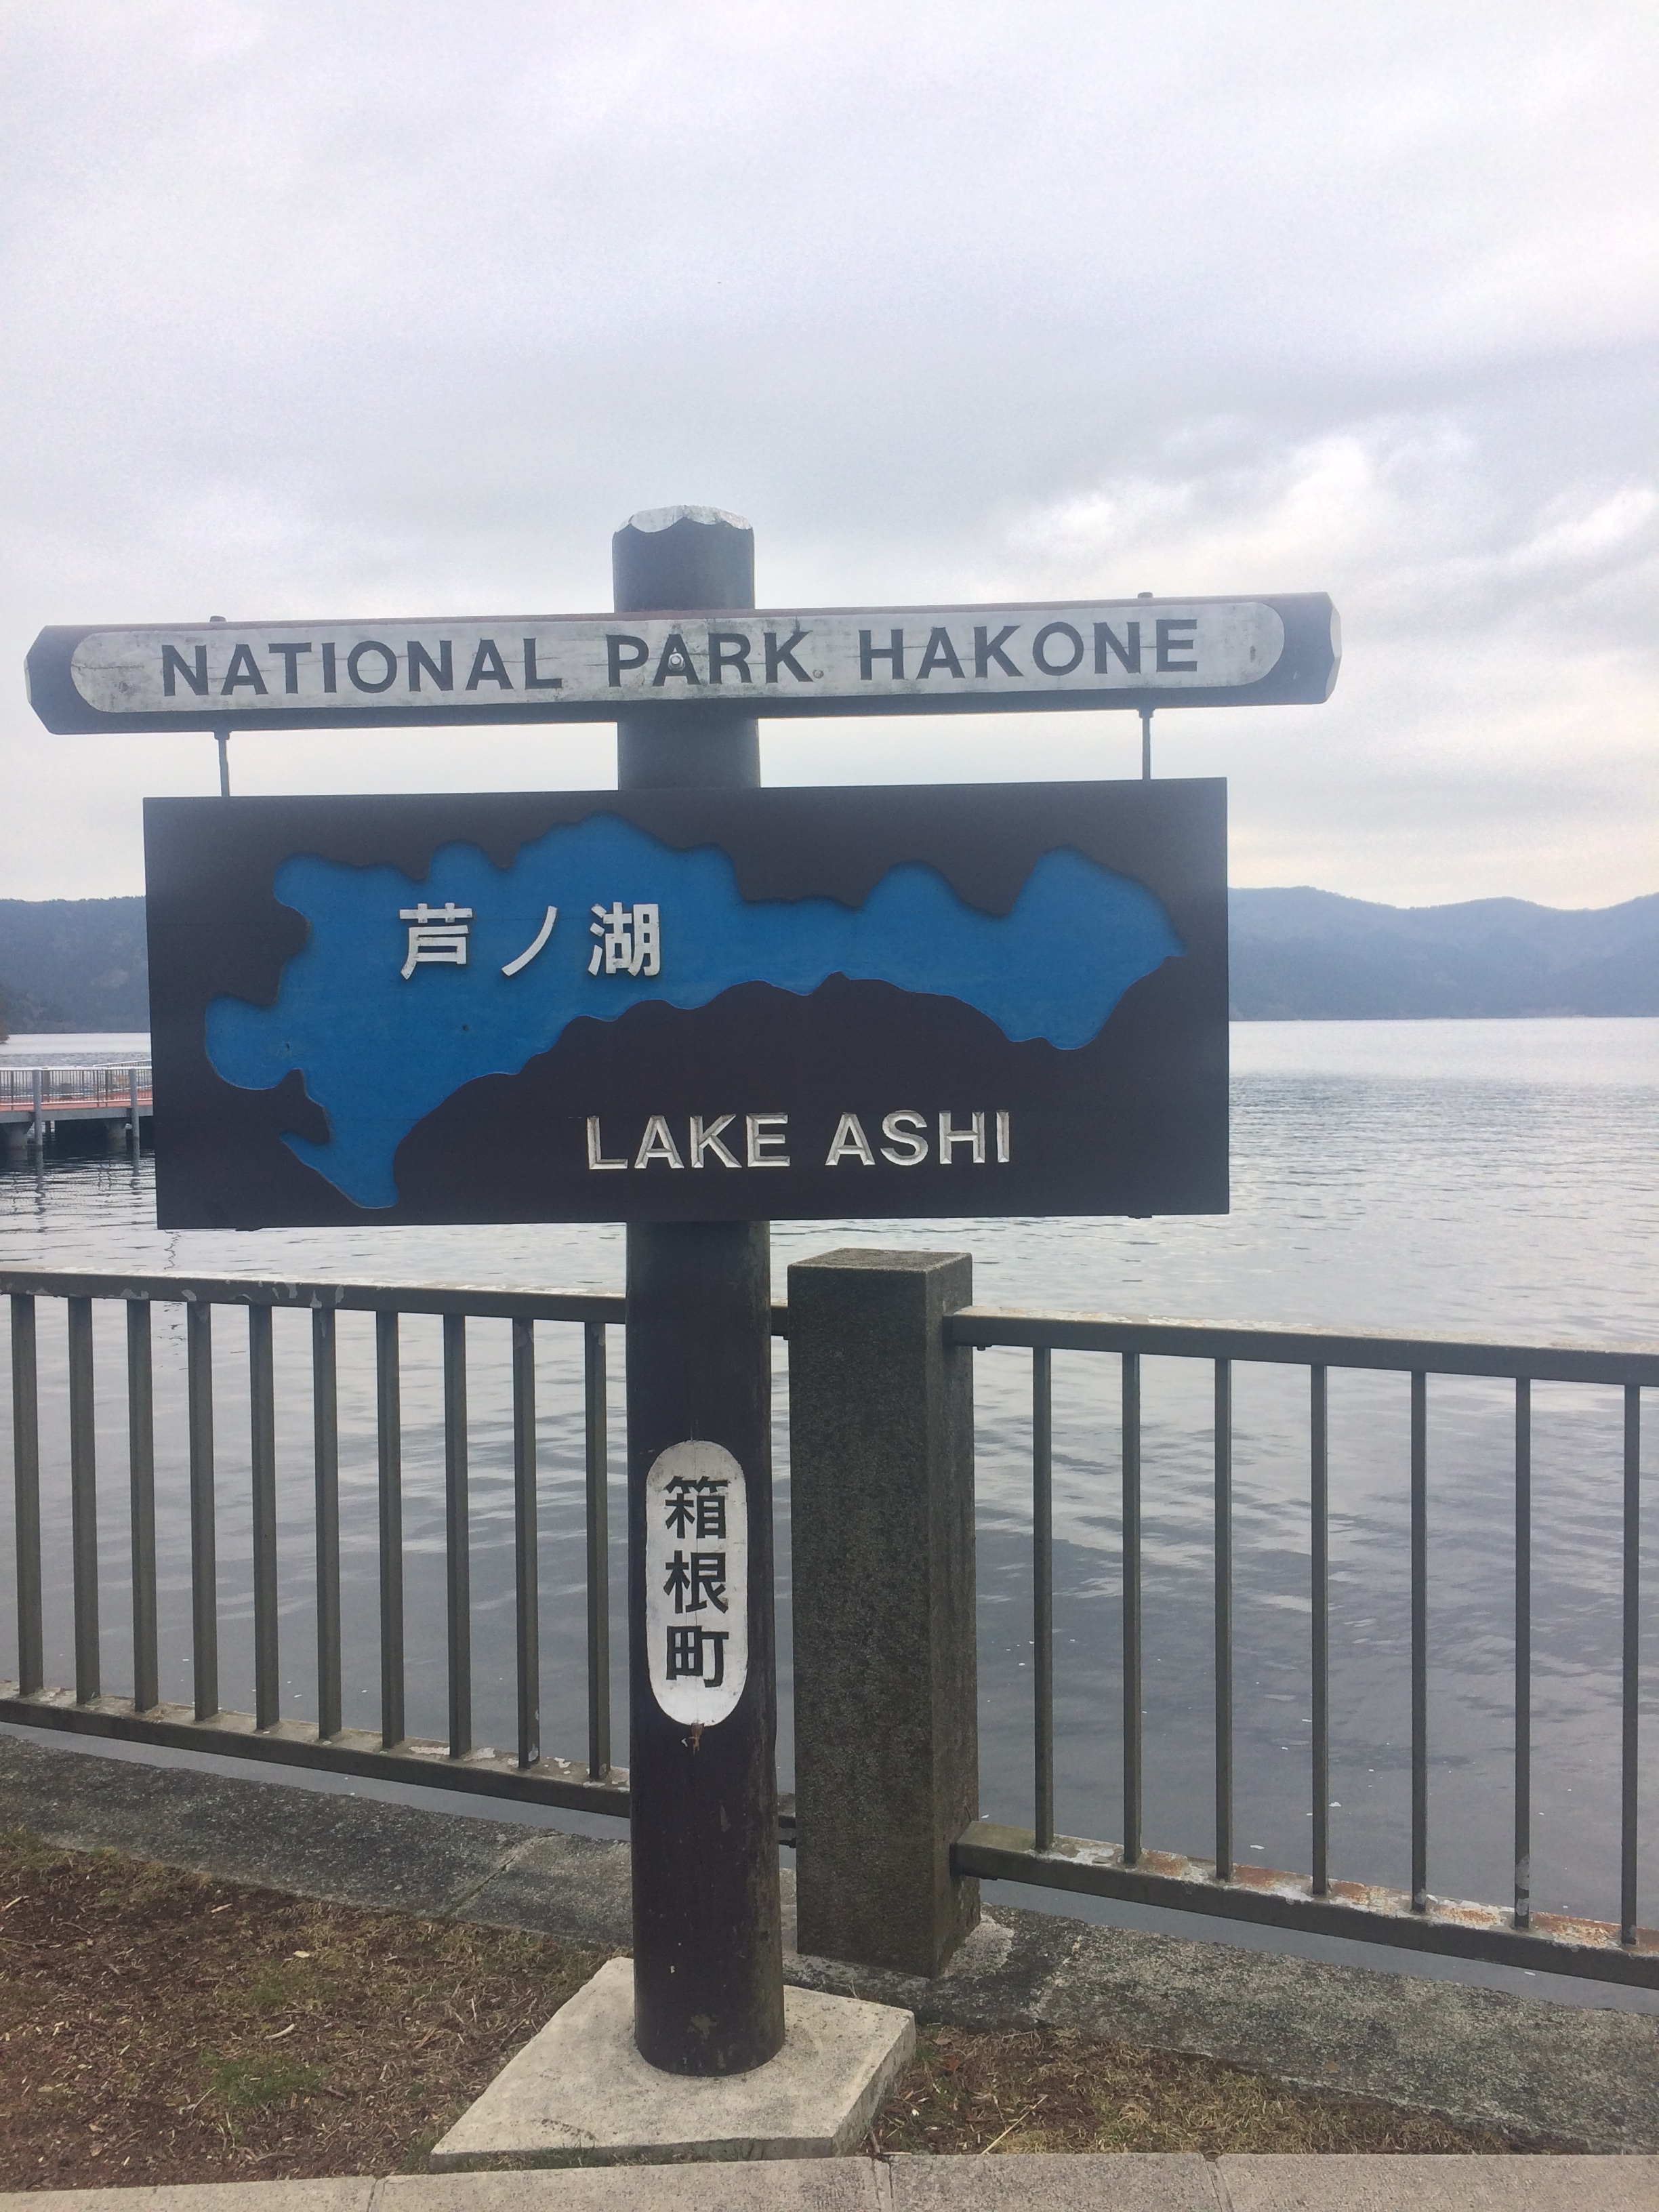 NATIONAL PARK HAKONE
芦ノ湖
LAKE ASHI
箱根町